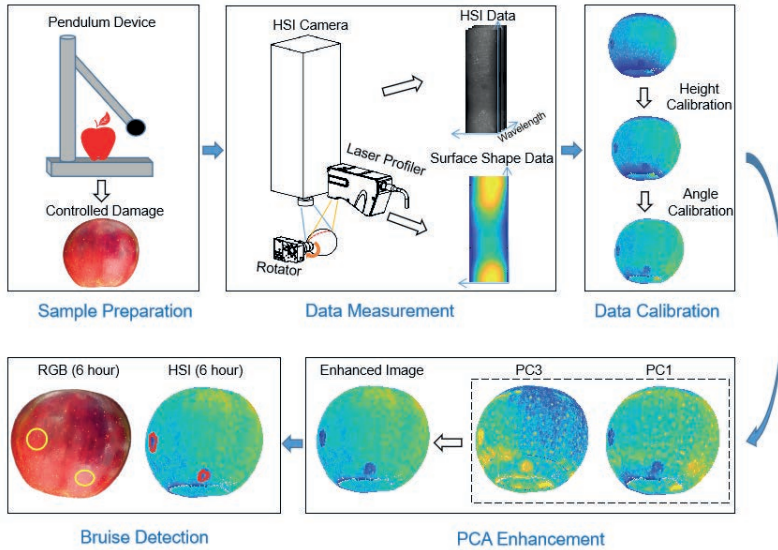 Pendulum Device
Controlled Damage
Sample Preparation
HSI Camera
HSI Data
Wavelength
Laser Profiler
Surface Shape Data
Rotator
Data Measurement
Height
Calibration
Angle
Calibration
Data Calibration
RGB (6 hour)
HSI (6 hour)
Bruise Detection
Enhanced Image
PC3
PC1
PCA Enhancement